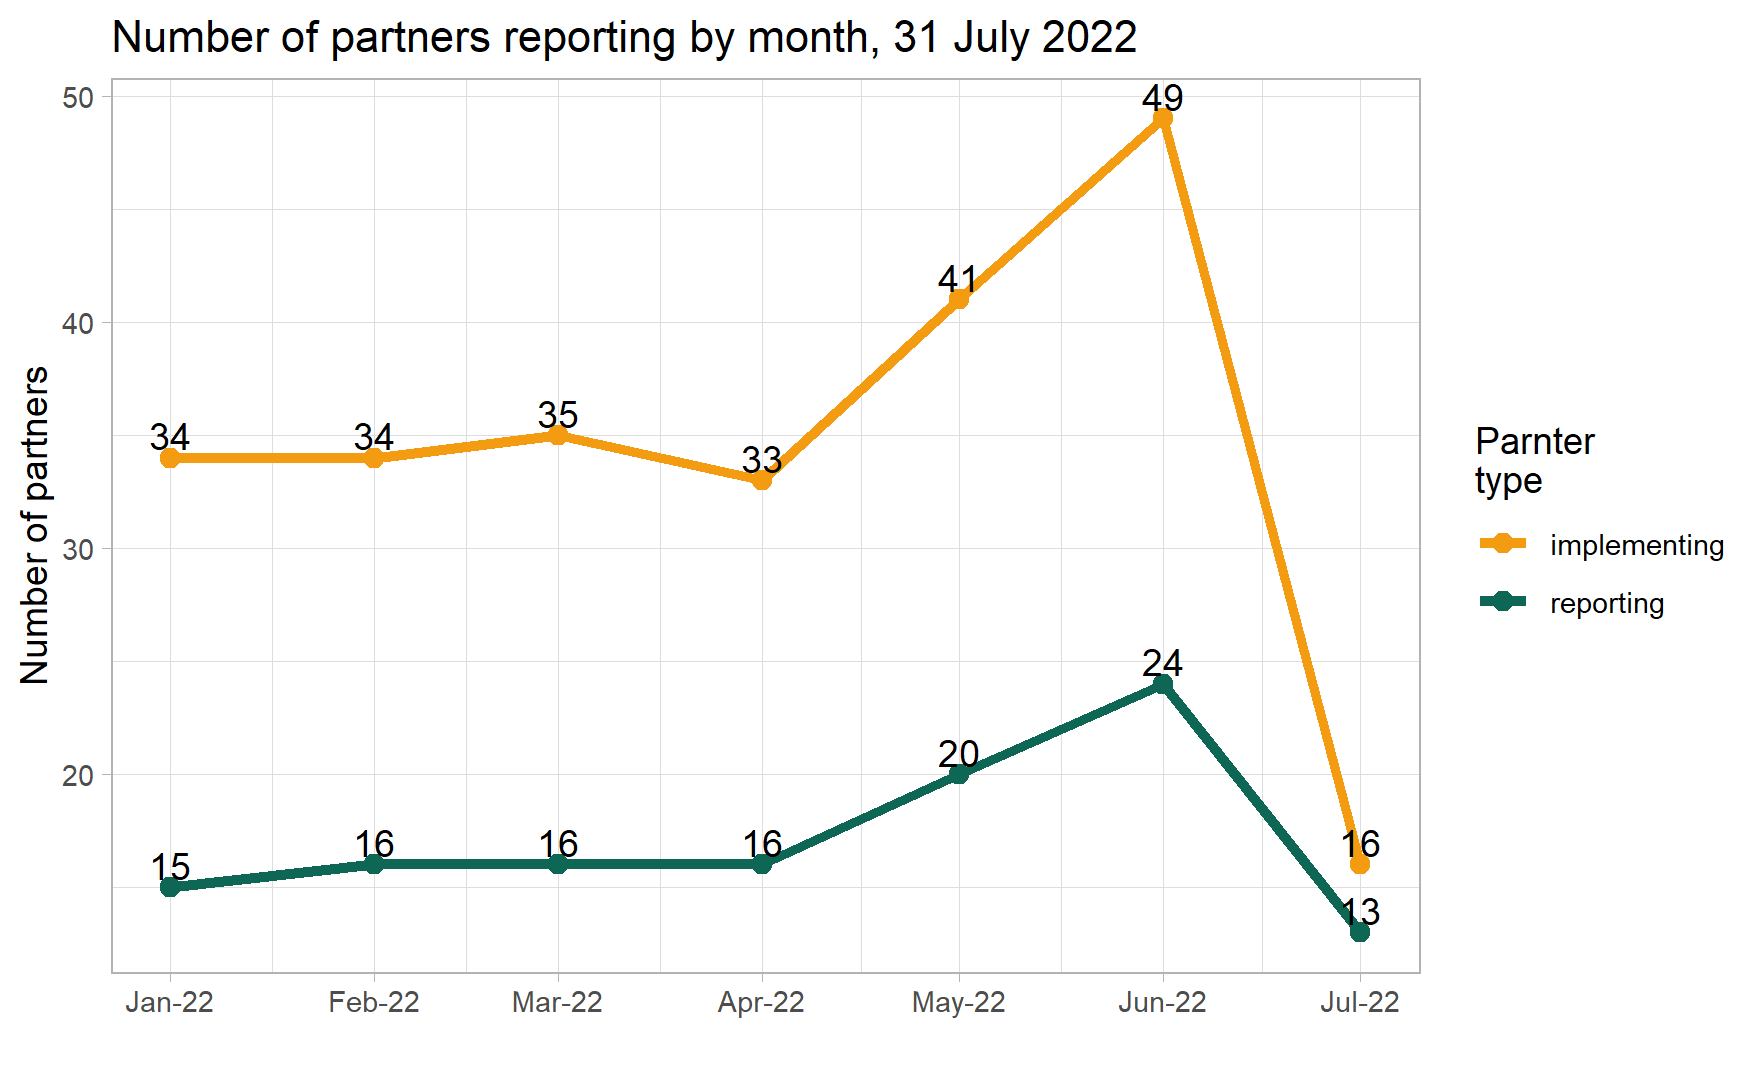 Number of partners reporting by month, 31 July 2022
Number of partners
50
40
30
20
34
34
35
33
41
49
16
15
16
16
16
20
24
13
Jan-22
Feb-22
Mar-22
Apr-22
May-22
Jun-22
Jul-22
Parnter
type
implementing
reporting